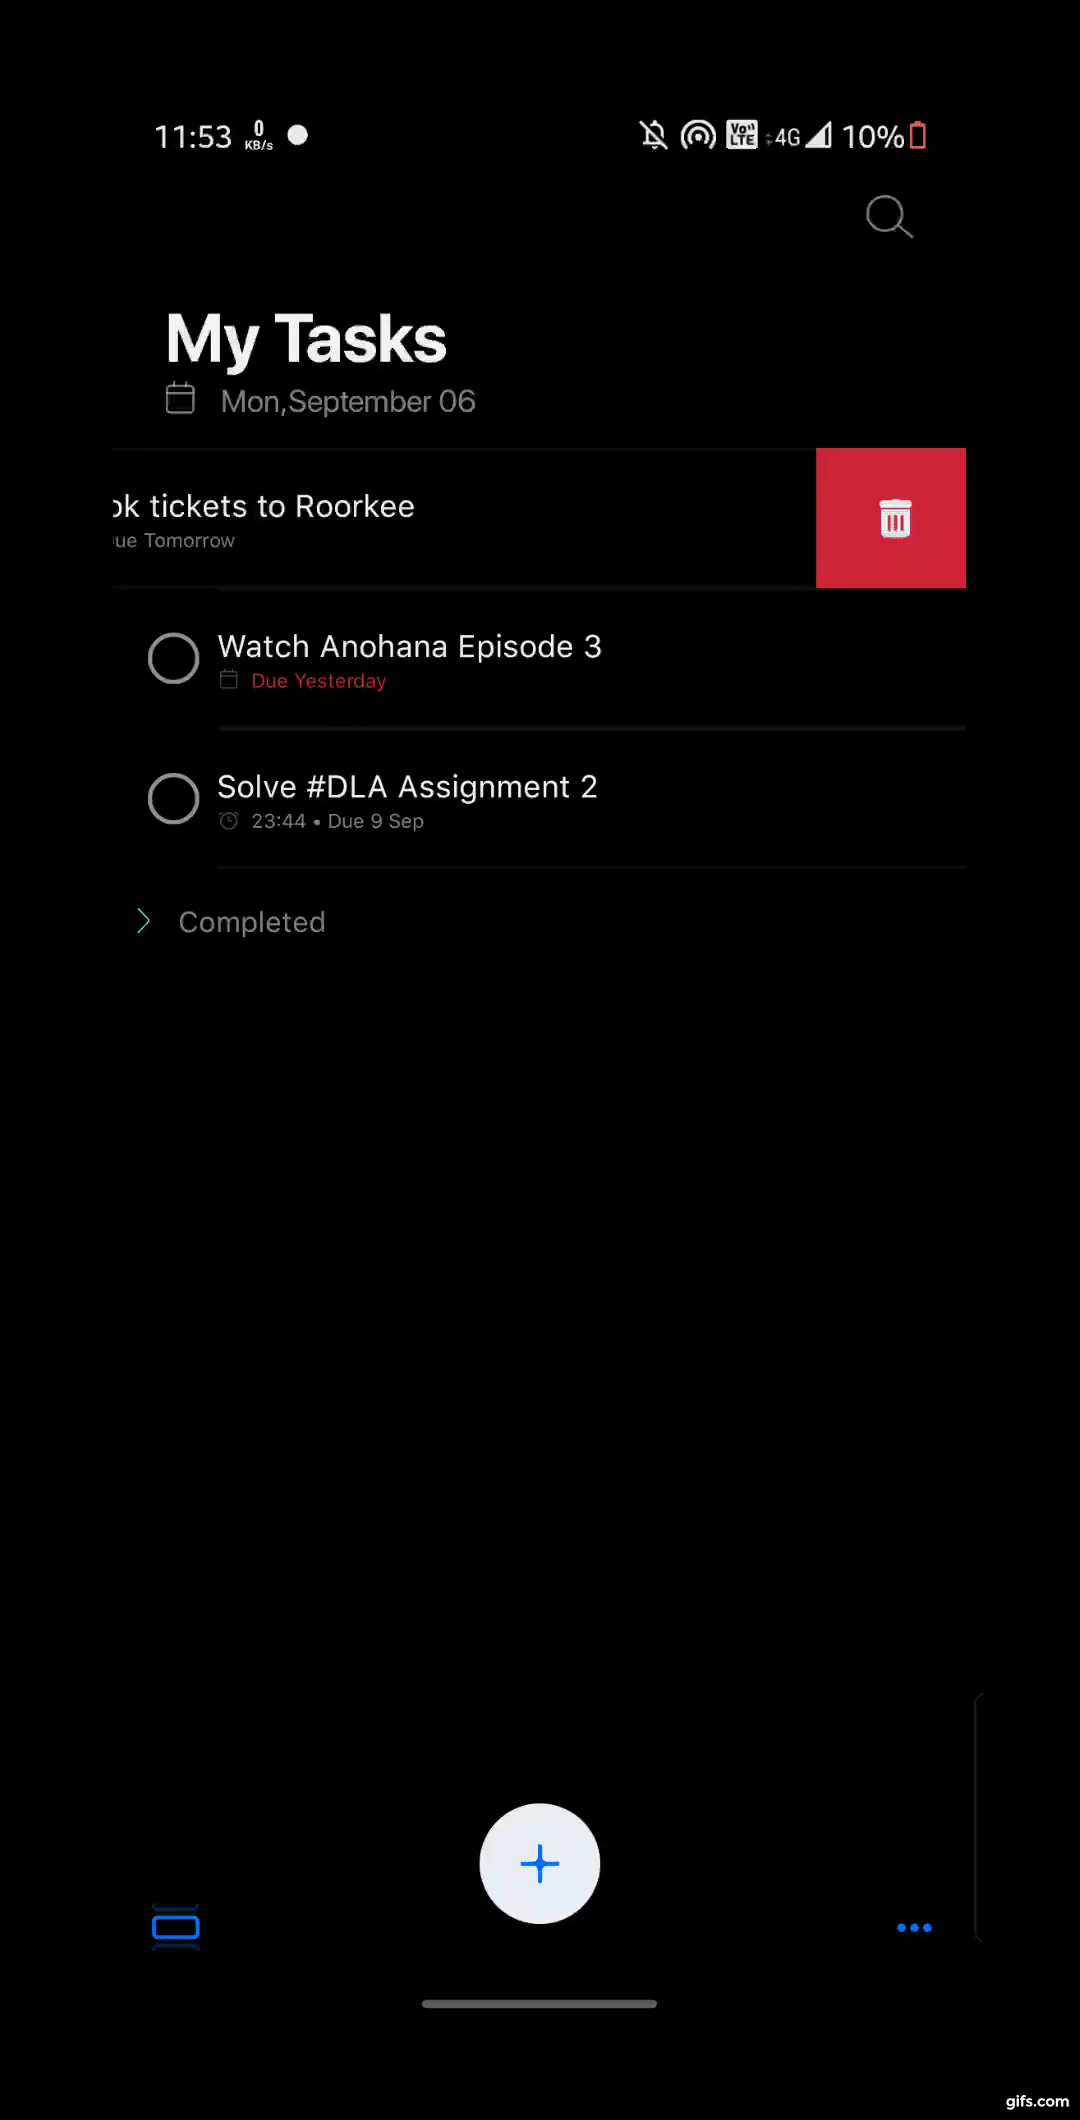 11:53 0 KB/s Vo)) LTE 4G 10%
My Tasks
Mon,September 06
ok tickets to Roorkee
ue Tomorrow
Watch Anohana Episode 3
Due Yesterday
Solve #DLA Assignment 2
23:44 • Due 9 Sep
Completed
gifs.com